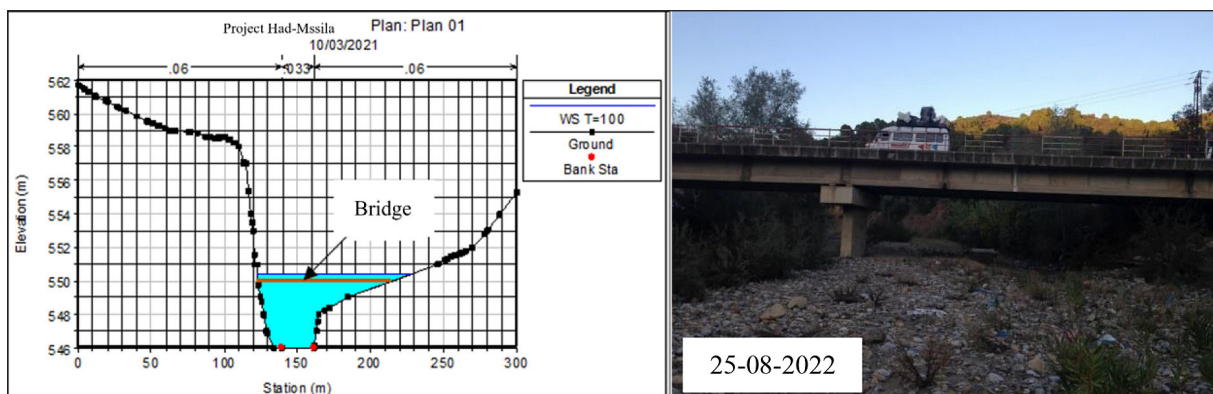 Project Had-Mssila Plan: Plan 01
10/03/2021
.06 .033 .06
Legend
WS T=100
Ground
Bank Sta
Elevation (m)
562
560
558
556
554
552
550
548
546
Bridge
0 50 100 150 200 250 300
Station (m)
25-08-2022